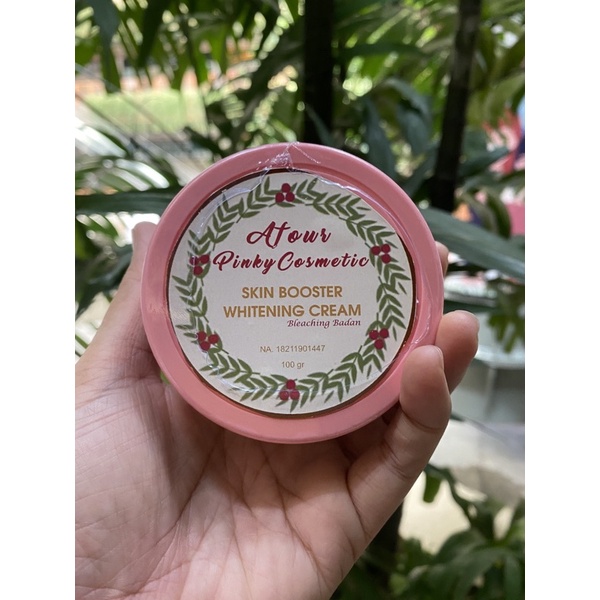 Afour
Pinky Cosmetic
SKIN BOOSTER
WHITENING CREAM
Bleaching Badan
NA. 18211901447
100 gr